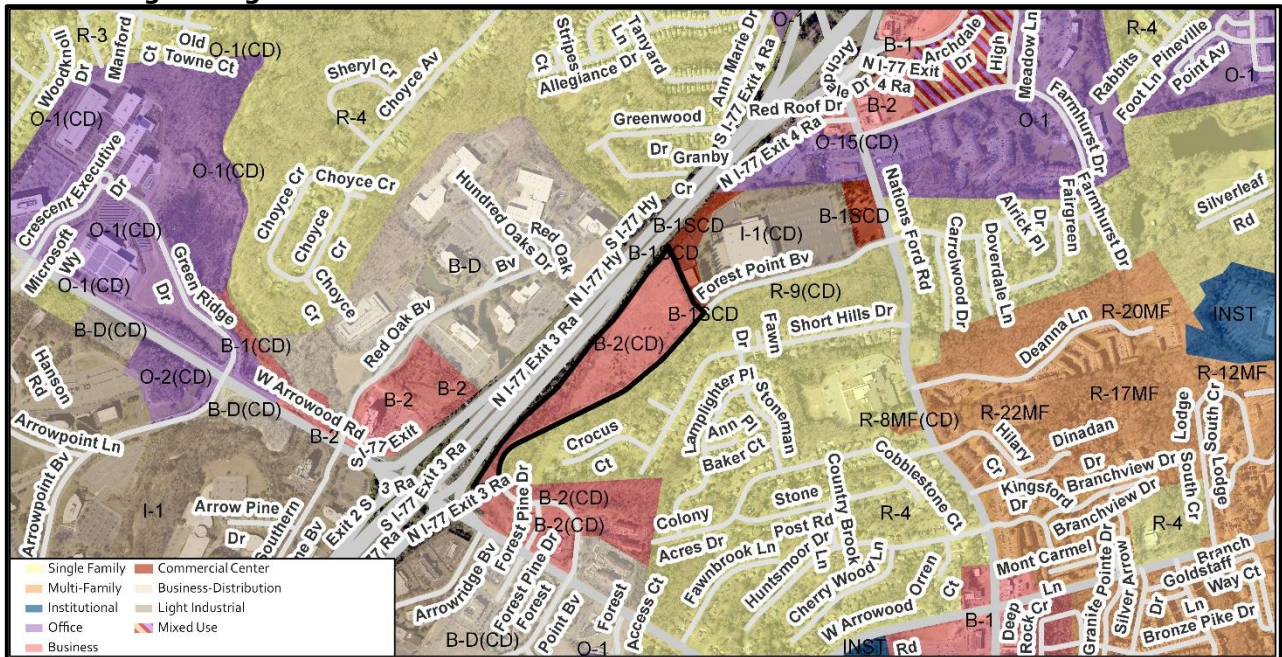 R-3
Woodknoll
Dr
Manford
Ct
Old
Towne Ct
O-1(CD)
Sheryl Cr
Choyce Av
R-4
Stripes
Ct
Tanyard
Ln
Allegiance Dr
Ann Marie Dr
S I-77 Exit 4 Ra
O-1
B-1
Archdale
Dr
N I-77 Exit
4 Ra
High
Meadow Ln
R-4
Rabbits
Foot Ln
Pineville
Point Av
O-1
O-1(CD)
Greenwood
Dr
Granby
Cr
Red Roof Dr
Archdale Dr
N I-77 Exit 4 Ra
B-2
O-15(CD)
O-1
Farmhurst Dr
O-1(CD)
Crescent Executive
Dr
O-1(CD)
Choyce Cr
Choyce
Cr
Choyce Cr
Choyce
Cr
Hundred Oaks Dr
Red Oak
Bv
S I-77 Hy
N I-77 Hy
B-1SCD
I-1(CD)
B-1SCD
Nations Ford Rd
Carrolwood Dr
Doverdale Ln
Alrick Pl
Dr
Fairgreen
Farmhurst Dr
Silverleaf
Rd
Microsoft
Wy
O-1(CD)
Green Ridge
Dr
B-D
B-1SCD
Forest Point Bv
R-9(CD)
B-1SCD
R-20MF
INST
B-D(CD)
B-1(CD)
Red Oak Bv
N I-77 Exit 3 Ra
B-2(CD)
Fawn
Dr
Short Hills Dr
Deanna Ln
Hanson
Rd
O-2(CD)
W Arrowood Rd
B-D(CD)
B-2
B-2
B-2
S I-77 Exit
3 Ra
Lamplighter Pl
Stoneman
Ann Pl
Baker Ct
R-8MF(CD)
R-22MF
R-17MF
R-12MF
Arrowpoint Ln
Arrowpoint Bv
Crocus
Ct
Hilary
Cr
Dinadan
Dr
Lodge
South Cr
South Cr
Lodge
I-1
Arrow Pine
Dr
Southern
Pine Bv
Exit 2 S
S I-77 Exit 3 Ra
N I-77 Exit 3 Ra
Forest Pine Dr
B-2(CD)
B-2(CD)
Colony
Acres Dr
Stone
Post Rd
Country Brook
Ln
Cobblestone Ct
R-4
Kingsford
Dr
Branchview Dr
Branchview Dr
R-4
Arrowridge Bv
Forest Pine Dr
Forest
Point Bv
Forest
Access Ct
Fawnbrook Ln
Huntsmoor Dr
Cherry Wood
Ln
Orren
Ct
W Arrowood
Rd
Mont Carmel
Ln
Deep
Rock Cr
Granite Pointe Dr
Silver Arrow
Dr
Goldstaff
Ln
Branch
Way Ct
Bronze Pike Dr
B-D(CD)
O-1
INST
B-1
Single Family
Multi-Family
Institutional
Office
Business
Commercial Center
Business-Distribution
Light Industrial
Mixed Use